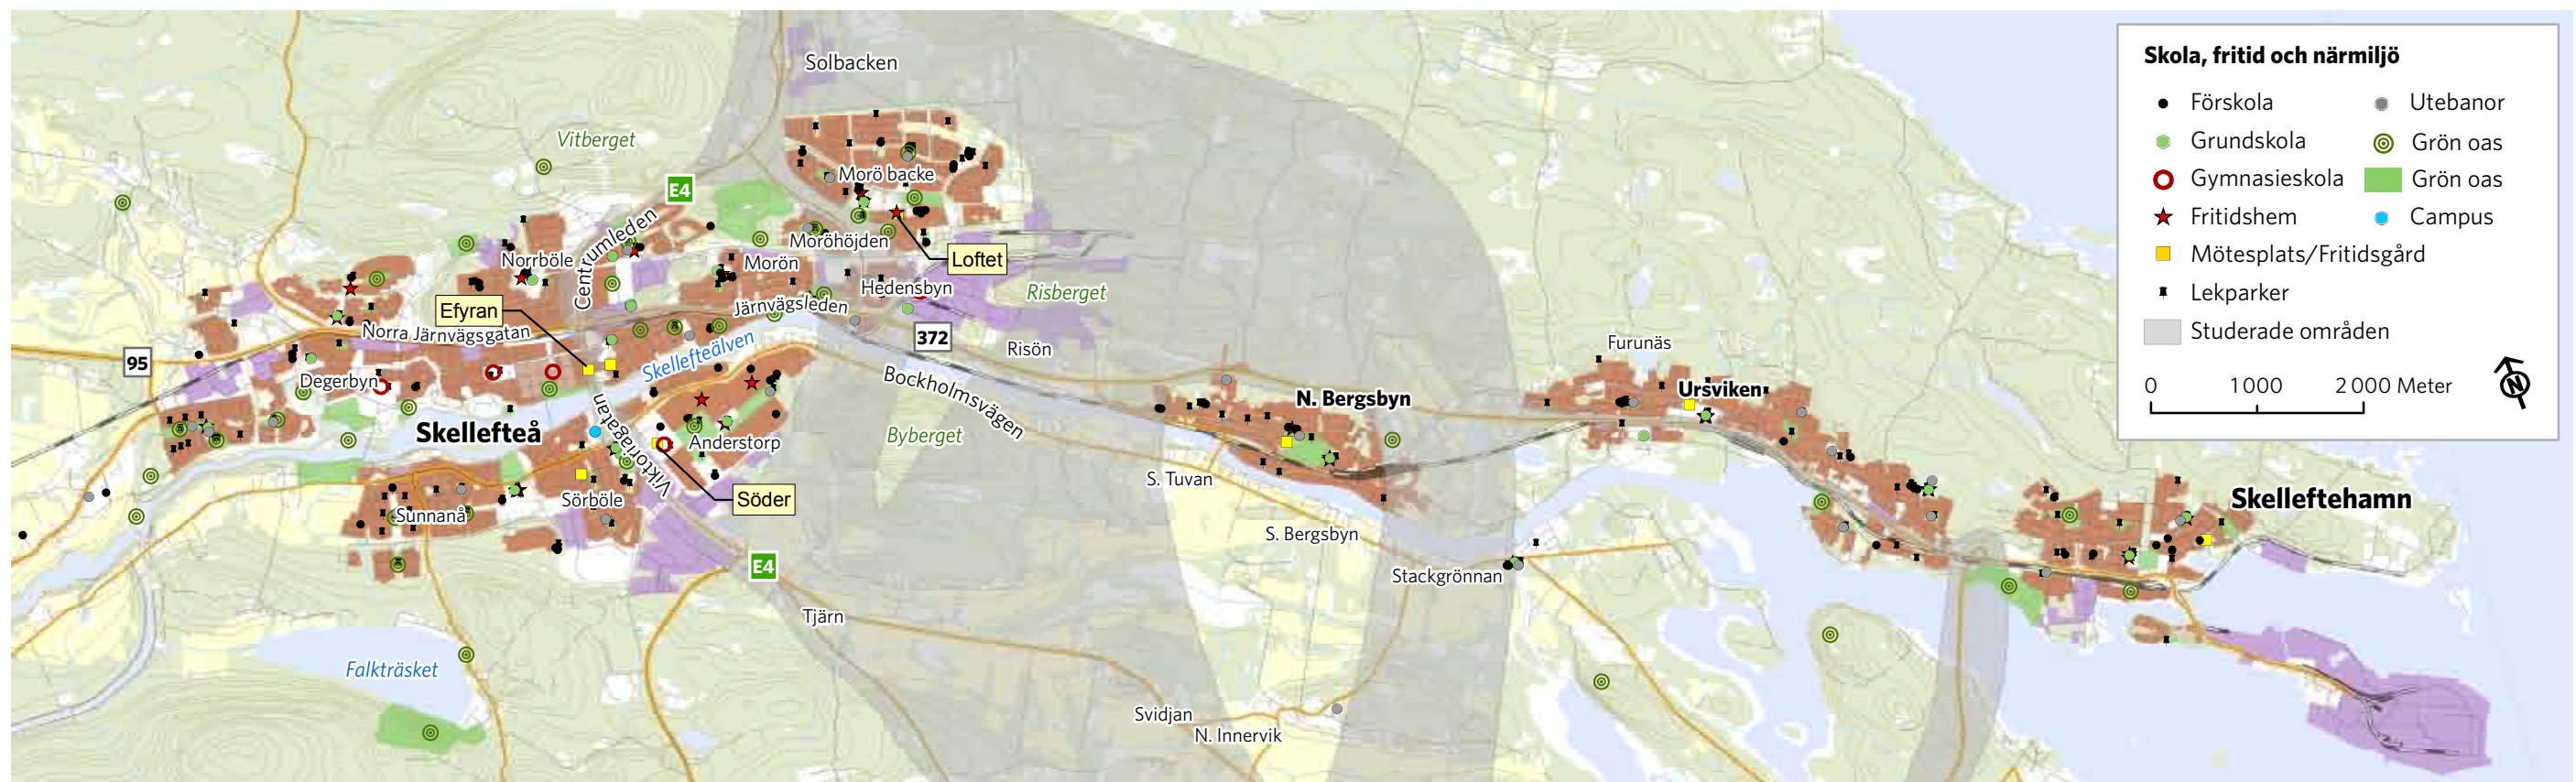 Solbacken
Vitberget
E4
Morö backe
Centrumleden
Moröhöjden
Norrböle
Morön
Loftet
Hedensbyn
Risberget
Efyran
Järnvägsleden
Norra Järnvägsgatan
372
95
Skellefteälven
Risön
Furunäs
Degerbyn
Bockholmsvägen
Ursviken
N. Bergsbyn
Skellefteå
Viktoriagatan
Anderstorp
Byberget
S. Tuvan
Söder
Sörböle
Sunnanå
Skelleftehamn
S. Bergsbyn
E4
Stackgrönnan
Tjärn
Falkträsket
Svidjan
N. Innervik
Skola, fritid och närmiljö
Förskola
Grundskola
Gymnasieskola
Fritidshem
Mötesplats/Fritidsgård
Lekparker
Studerade områden
Utebanor
Grön oas
Grön oas
Campus
0 1 000 2 000 Meter
N